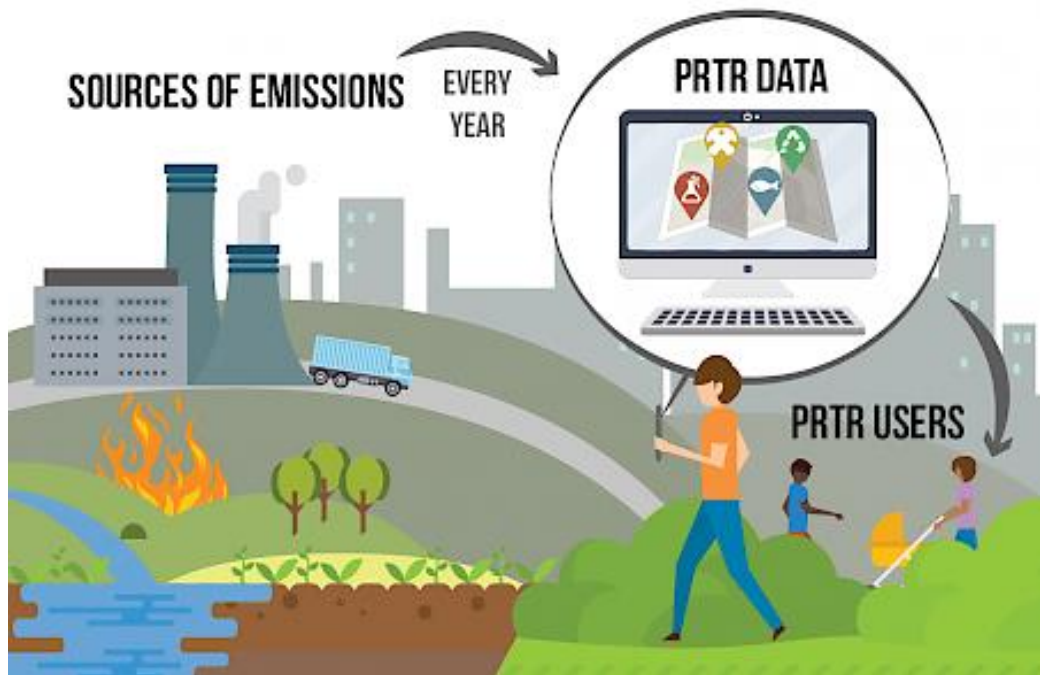 SOURCES OF EMISSIONS
EVERY
YEAR
PRTR DATA
PRTR USERS